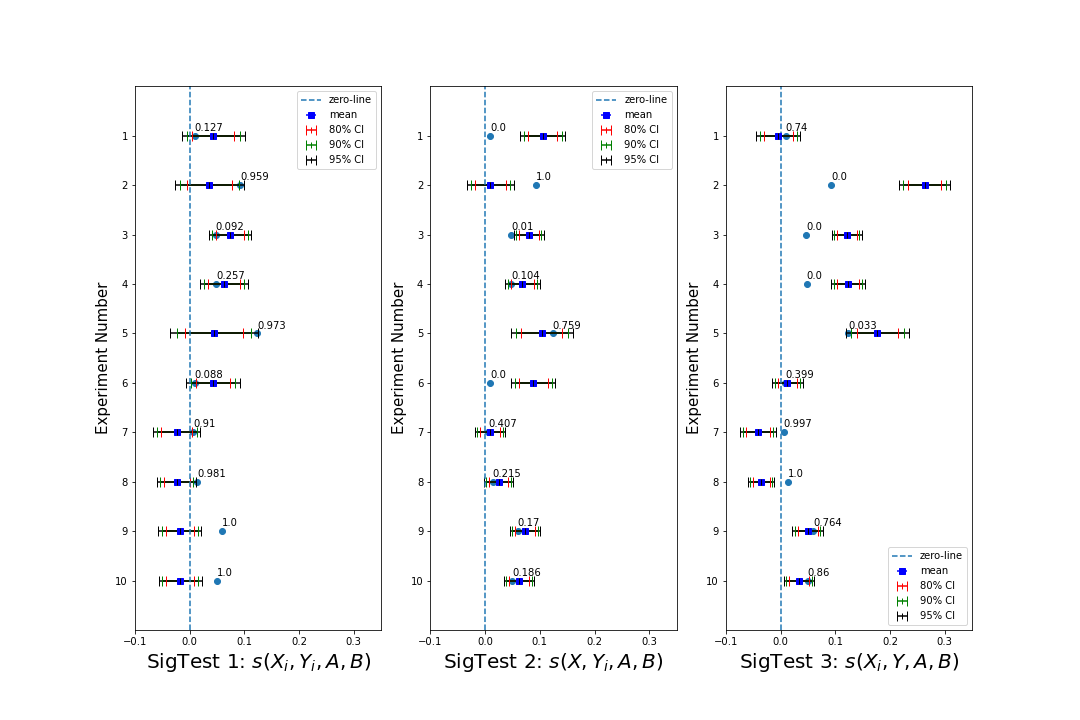 zero-line
mean
80% CI
90% CI
95% CI
0.127
0.959
0.092
0.257
0.973
0.088
0.91
0.981
1.0
1.0
1
2
3
4
5
6
7
8
9
10
Experiment Number
−0.1 0.0 0.1 0.2 0.3
SigTest 1: s(X_i, Y_i, A, B)
zero-line
mean
80% CI
90% CI
95% CI
0.0
1.0
0.01
0.104
0.759
0.0
0.407
0.215
0.17
0.186
1
2
3
4
5
6
7
8
9
10
Experiment Number
−0.1 0.0 0.1 0.2 0.3
SigTest 2: s(X, Y_i, A, B)
0.74
0.0
0.0
0.0
0.033
0.399
0.997
1.0
0.764
0.86
1
2
3
4
5
6
7
8
9
10
Experiment Number
zero-line
mean
80% CI
90% CI
95% CI
−0.1 0.0 0.1 0.2 0.3
SigTest 3: s(X_i, Y, A, B)